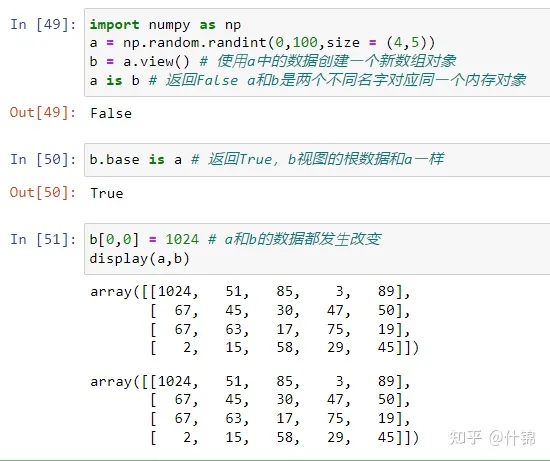 In [49]: import numpy as np
a = np.random.randint(0,100,size = (4,5))
b = a.view() # 使用a中的数据创建一个新数组对象
a is b # 返回False a和b是两个不同名字对应同一个内存对象
Out[49]: False
In [50]: b.base is a # 返回True，b视图的根数据和a一样
Out[50]: True
In [51]: b[0,0] = 1024 # a和b的数据都发生改变
display(a,b)
array([[1024,   51,   85,    3,   89],
       [  67,   45,   30,   47,   50],
       [  67,   63,   17,   75,   19],
       [   2,   15,   58,   29,   45]])
array([[1024,   51,   85,    3,   89],
       [  67,   45,   30,   47,   50],
       [  67,   63,   17,   75,   19],
       [   2,   15,   58,   29,   45]])
知乎 @什锦